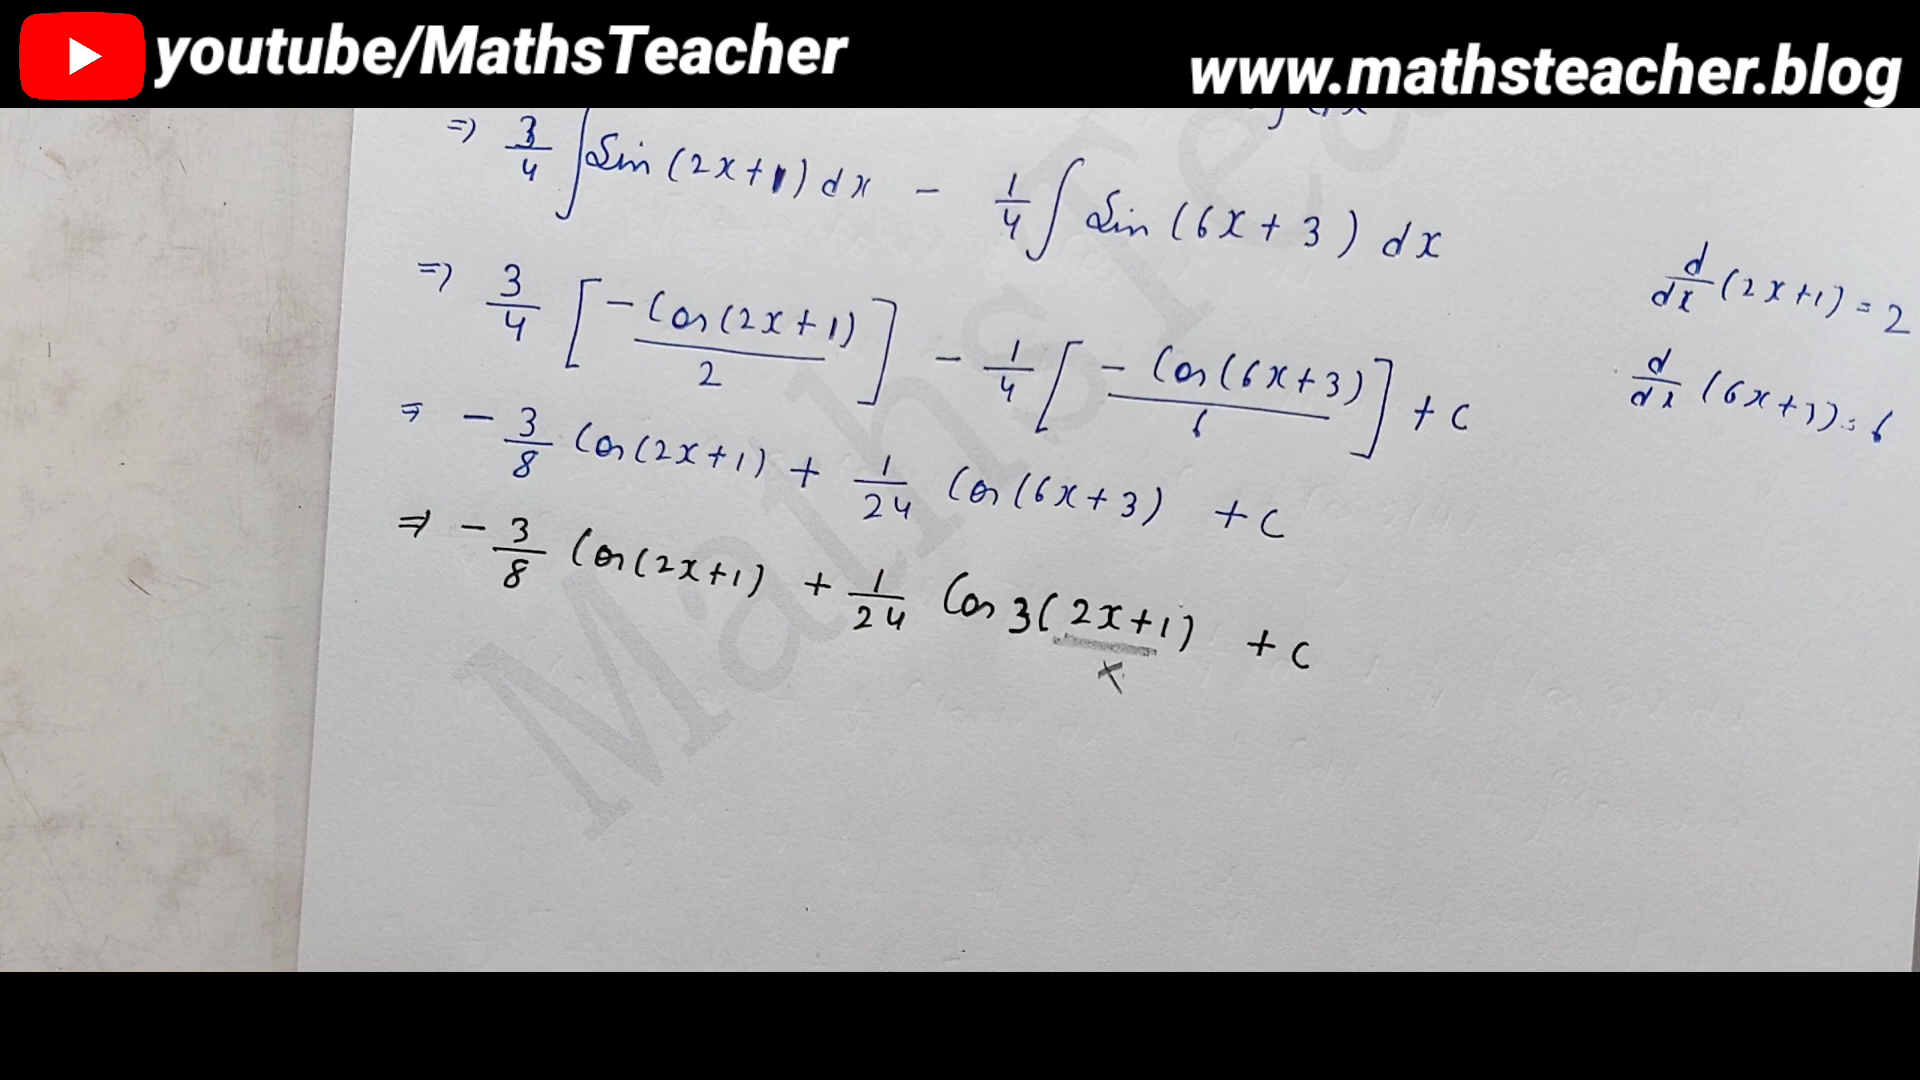 youtube/MathsTeacher
www.mathsteacher.blog
=) 3/4 ∫ Sin (2x+1) dx - 1/4 ∫ Sin (6x+3) dx
=) 3/4 [-Cos(2x+1)/2] - 1/4 [-Cos(6x+3)/6] + C
d/dx (2x+1) = 2
d/dx (6x+3) = 6
⇒ -3/8 Cos(2x+1) + 1/24 Cos(6x+3) + C
⇒ -3/8 Cos(2x+1) + 1/24 Cos 3(2x+1) + C
x